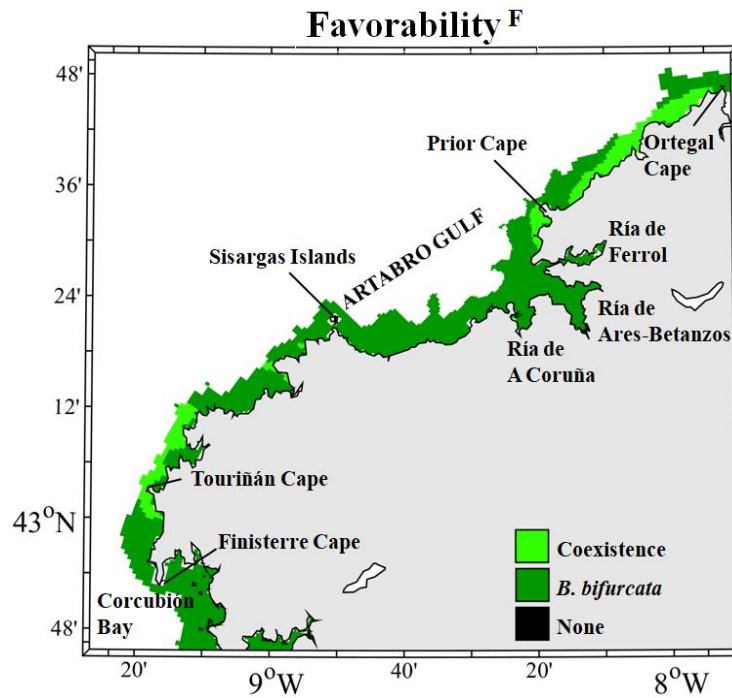 Favorability F
48'
Ortegal
Cape
Prior Cape
36'
Ría de
Ferrol
ARTABRO GULF
Sisargas Islands
24'
Ría de
Ares-Betanzos
Ría de
A Coruña
12'
Touriñán Cape
43°N
Finisterre Cape
Coexistence
B. bifurcata
Corcubión
Bay
None
48'
20'
9°W
40'
20'
8°W